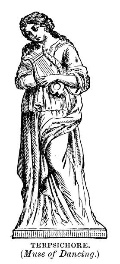 TERPSICHORE.
(Muse of Dancing.)